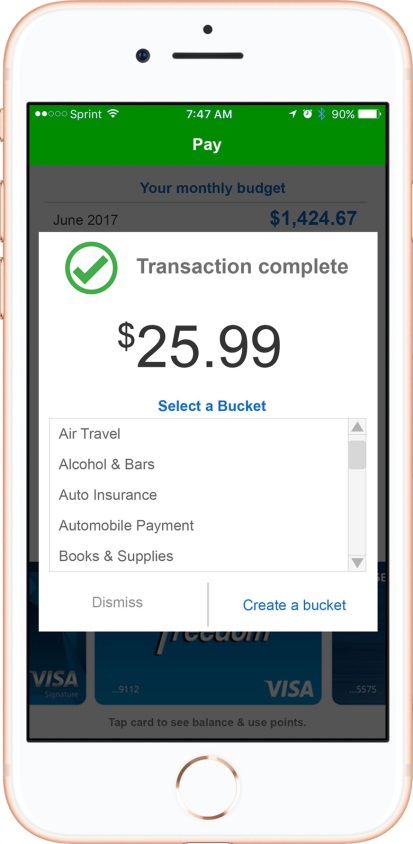 Sprint 7:47 AM 90%
Pay
Your monthly budget
June 2017 $1,424.67
Transaction complete
$25.99
Select a Bucket
Air Travel
Alcohol & Bars
Auto Insurance
Automobile Payment
Books & Supplies
Dismiss Create a bucket
freedom
VISA
Signature
...9112 VISA ...5575
Tap card to see balance & use points.